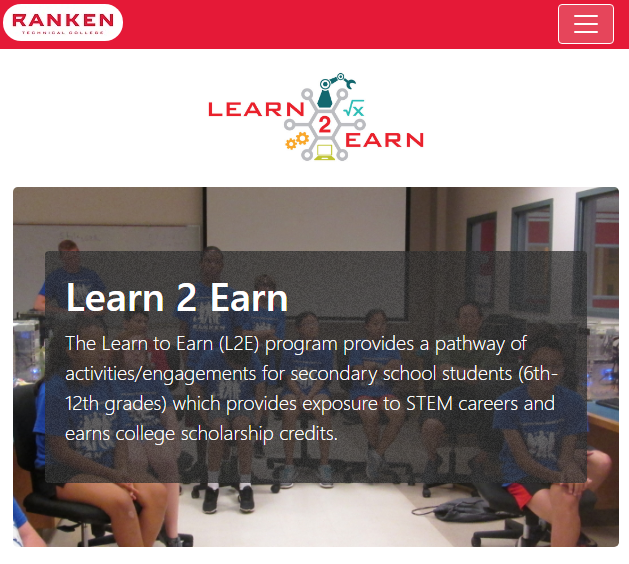 RANKEN
TECHNICAL COLLEGE
LEARN
2
√x
EARN
Learn 2 Earn
The Learn to Earn (L2E) program provides a pathway of
activities/engagements for secondary school students (6th-
12th grades) which provides exposure to STEM careers and
earns college scholarship credits.